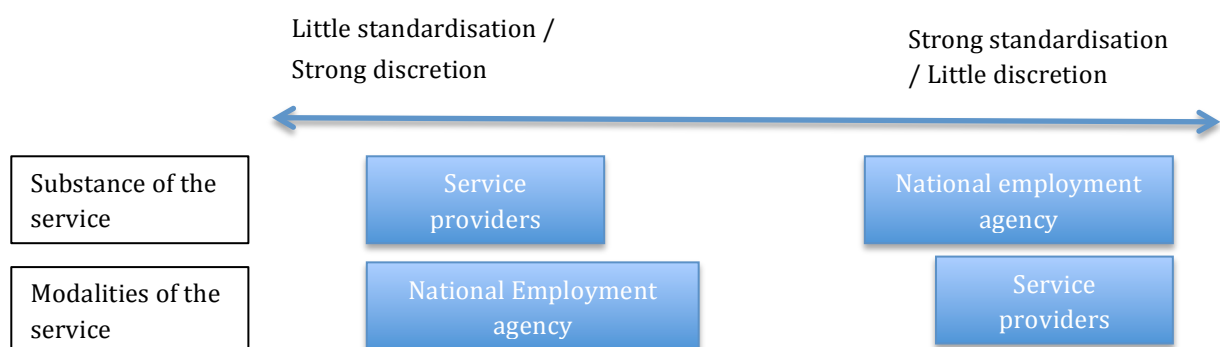 Little standardisation /
Strong discretion
Strong standardisation
/ Little discretion
Substance of the
service
Service
providers
National employment
agency
Modalities of the
service
National Employment
agency
Service
providers